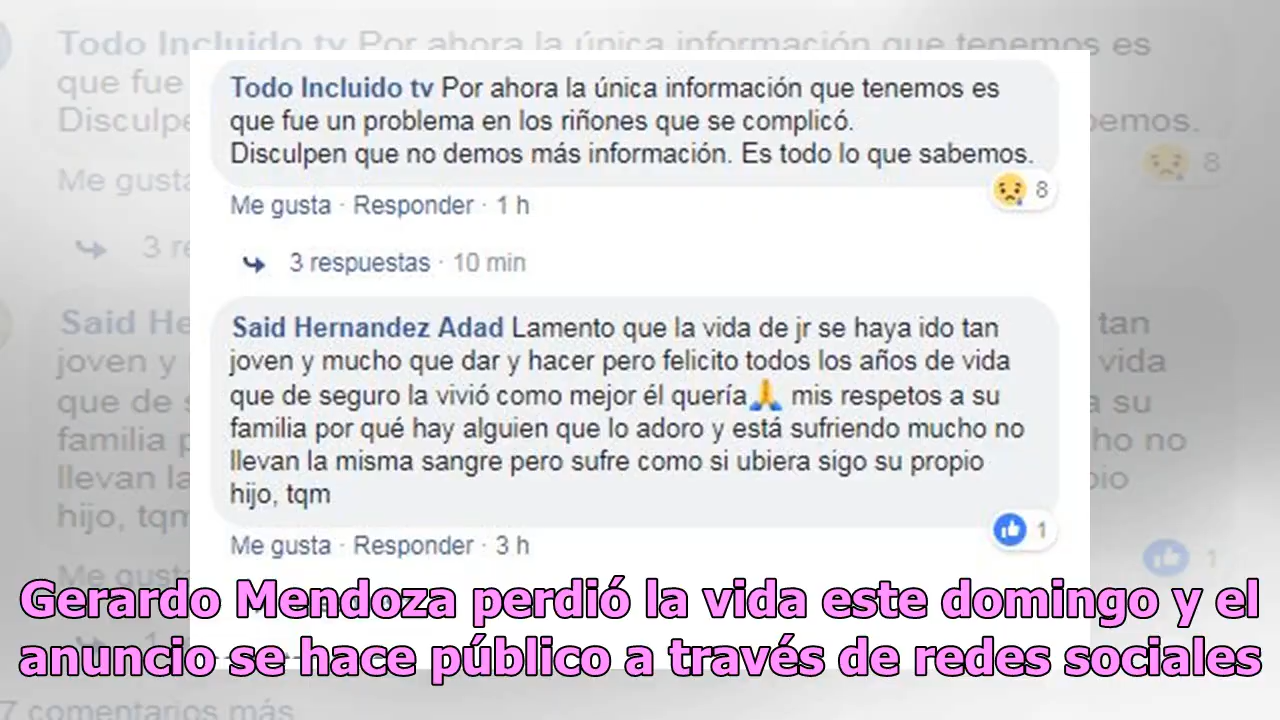 Todo Incluido tv Por ahora la única información que tenemos es
que fue un problema en los riñones que se complicó.
Disculpen que no demos más información. Es todo lo que sabemos.
8
Me gusta · Responder · 1 h
3 respuestas · 10 min
Said Hernandez Adad Lamento que la vida de jr se haya ido tan
joven y mucho que dar y hacer pero felicito todos los años de vida
que de seguro la vivió como mejor él quería🙏 mis respetos a su
familia por qué hay alguien que lo adoro y está sufriendo mucho no
llevan la misma sangre pero sufre como si ubiera sigo su propio
hijo, tqm
1
Me gusta · Responder · 3 h
Gerardo Mendoza perdió la vida este domingo y el
anuncio se hace público a través de redes sociales
7 comentarios más